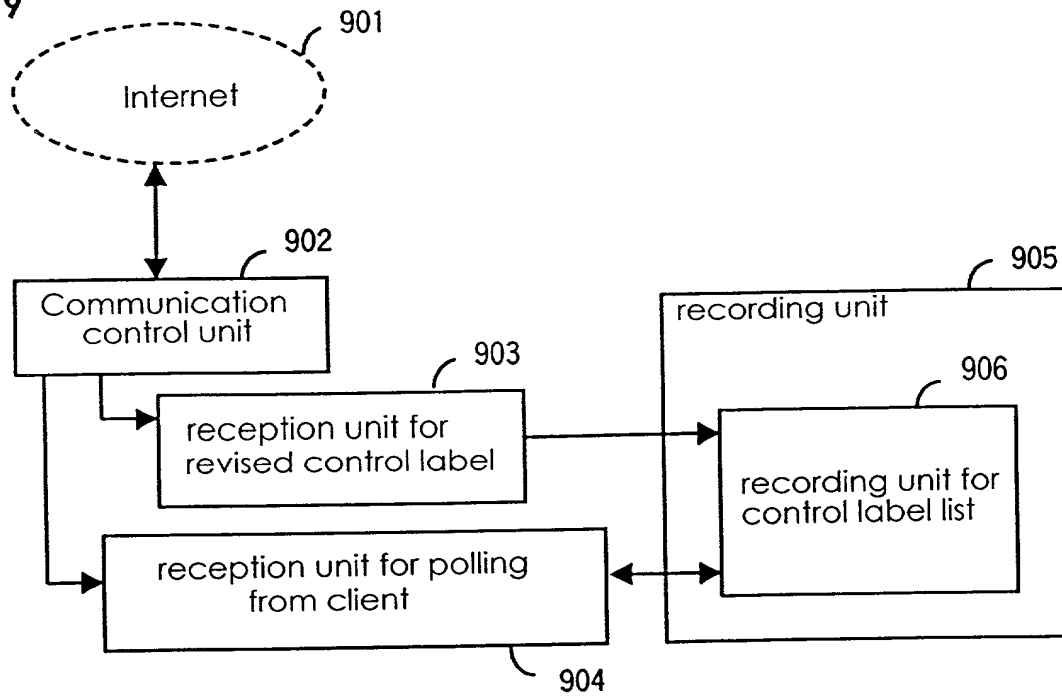 9
901
Internet
902
Communication
control unit
905
recording unit
903
reception unit for
revised control label
906
recording unit for
control label list
reception unit for polling
from client
904